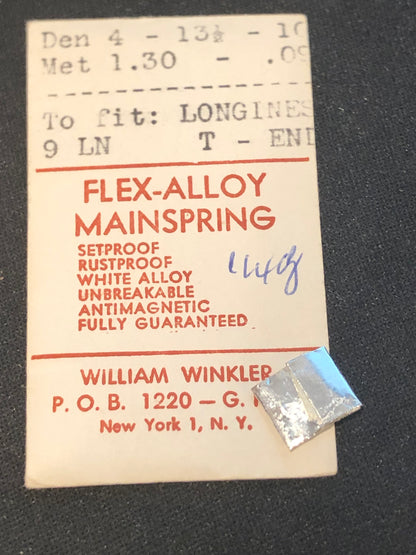 Den 4 - 13½ - 10
Met 1.30 - .09
To fit: LONGINES
9 LN T - END
FLEX-ALLOY
MAINSPRING
SETPROOF
RUSTPROOF
WHITE ALLOY
UNBREAKABLE
ANTIMAGNETIC
FULLY GUARANTEED
WILLIAM WINKLER
P. O. B. 1220 — G.
New York 1, N. Y.